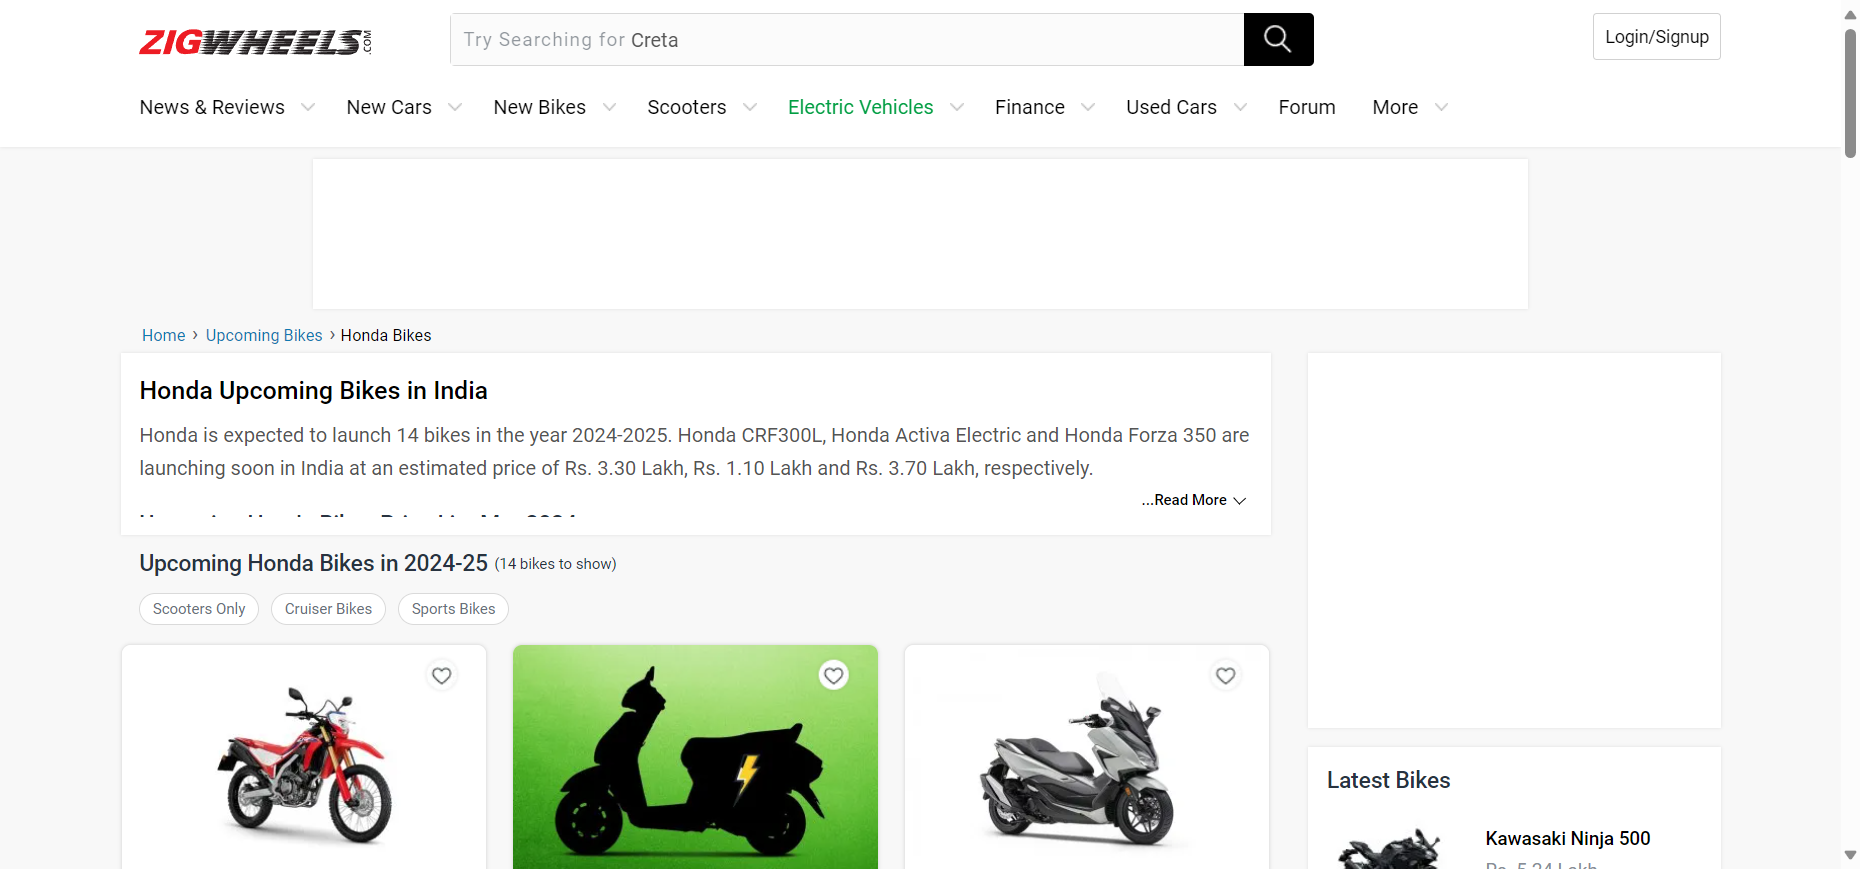 ZIGWHEELS.COM
Try Searching for Creta
Login/Signup
News & Reviews
New Cars
New Bikes
Scooters
Electric Vehicles
Finance
Used Cars
Forum
More
Home › Upcoming Bikes › Honda Bikes
Honda Upcoming Bikes in India
Honda is expected to launch 14 bikes in the year 2024-2025. Honda CRF300L, Honda Activa Electric and Honda Forza 350 are
launching soon in India at an estimated price of Rs. 3.30 Lakh, Rs. 1.10 Lakh and Rs. 3.70 Lakh, respectively.
...Read More
Upcoming Honda Bikes in 2024-25 (14 bikes to show)
Scooters Only
Cruiser Bikes
Sports Bikes
Latest Bikes
Kawasaki Ninja 500
Rs. 5.24 Lakh